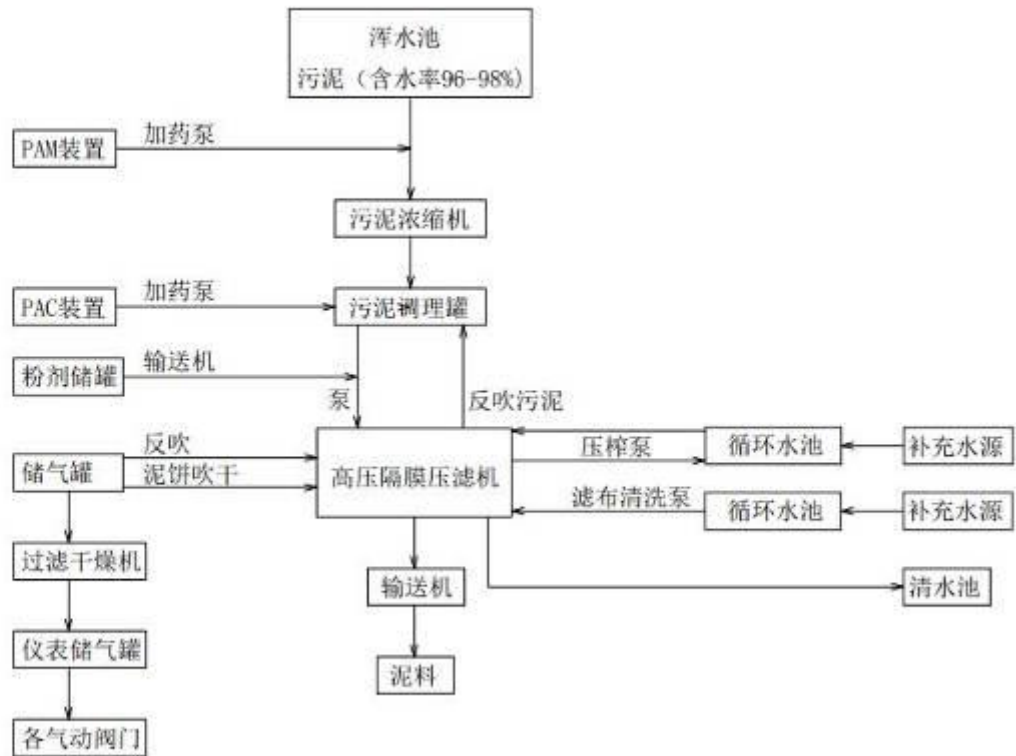 浑水池
污泥（含水率96-98%）
PAM装置
加药泵
污泥浓缩机
PAC装置
加药泵
污泥调理罐
粉剂储罐
输送机
泵
反吹污泥
储气罐
反吹
泥饼吹干
高压隔膜压滤机
压榨泵
循环水池
补充水源
滤布清洗泵
循环水池
补充水源
过滤干燥机
输送机
清水池
仪表储气罐
泥料
各气动阀门